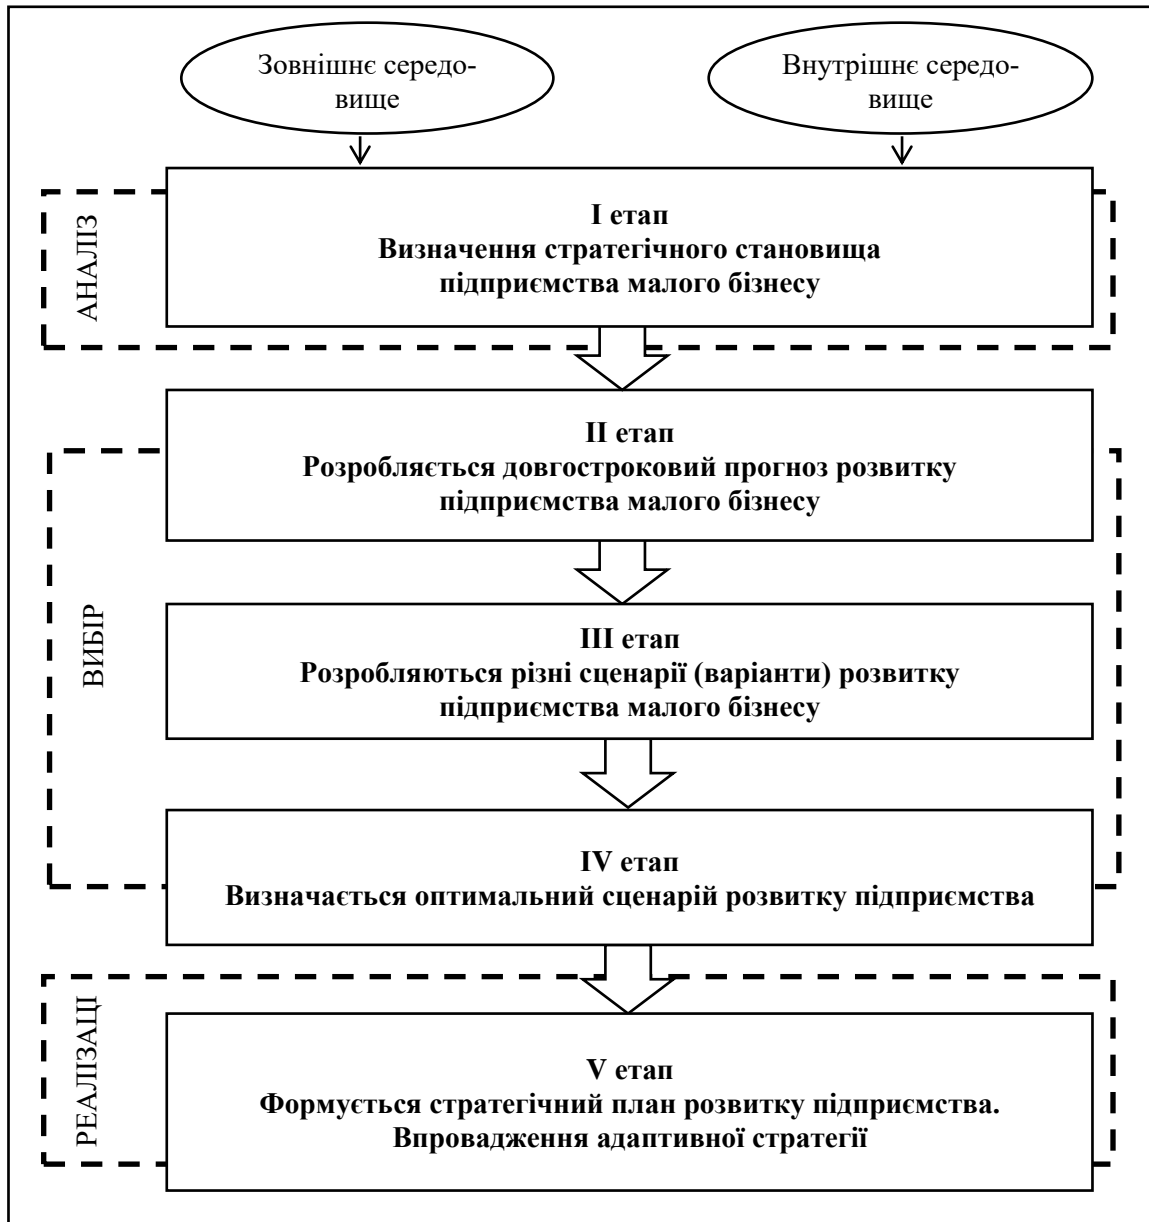 Зовнішнє середо-
вище
Внутрішнє середо-
вище
АНАЛІЗ
I етап
Визначення стратегічного становища
підприємства малого бізнесу
ВИБІР
II етап
Розробляється довгостроковий прогноз розвитку
підприємства малого бізнесу
III етап
Розробляються різні сценарії (варіанти) розвитку
підприємства малого бізнесу
IV етап
Визначається оптимальний сценарій розвитку підприємства
РЕАЛІЗАЦІ
V етап
Формується стратегічний план розвитку підприємства.
Впровадження адаптивної стратегії